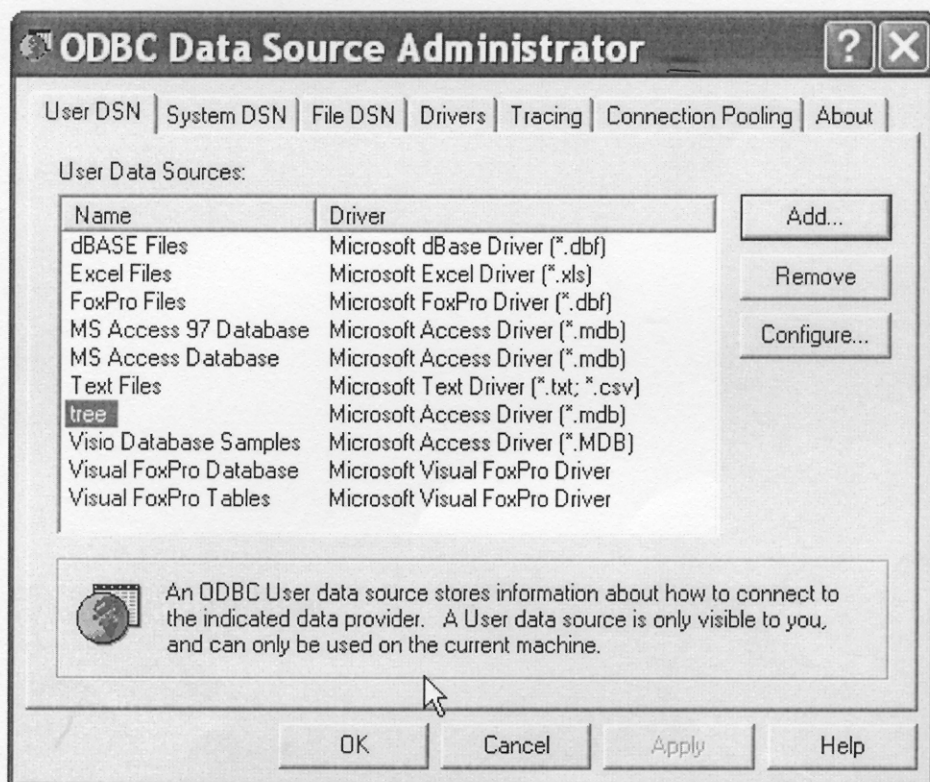 ODBC Data Source Administrator
User DSN System DSN File DSN Drivers Tracing Connection Pooling About
User Data Sources:
Name Driver
dBASE Files Microsoft dBase Driver (*.dbf)
Excel Files Microsoft Excel Driver (*.xls)
FoxPro Files Microsoft FoxPro Driver (*.dbf)
MS Access 97 Database Microsoft Access Driver (*.mdb)
MS Access Database Microsoft Access Driver (*.mdb)
Text Files Microsoft Text Driver (*.txt; *.csv)
tree Microsoft Access Driver (*.mdb)
Visio Database Samples Microsoft Access Driver (*.MDB)
Visual FoxPro Database Microsoft Visual FoxPro Driver
Visual FoxPro Tables Microsoft Visual FoxPro Driver
Add...
Remove
Configure...
An ODBC User data source stores information about how to connect to
the indicated data provider. A User data source is only visible to you,
and can only be used on the current machine.
OK Cancel Apply Help